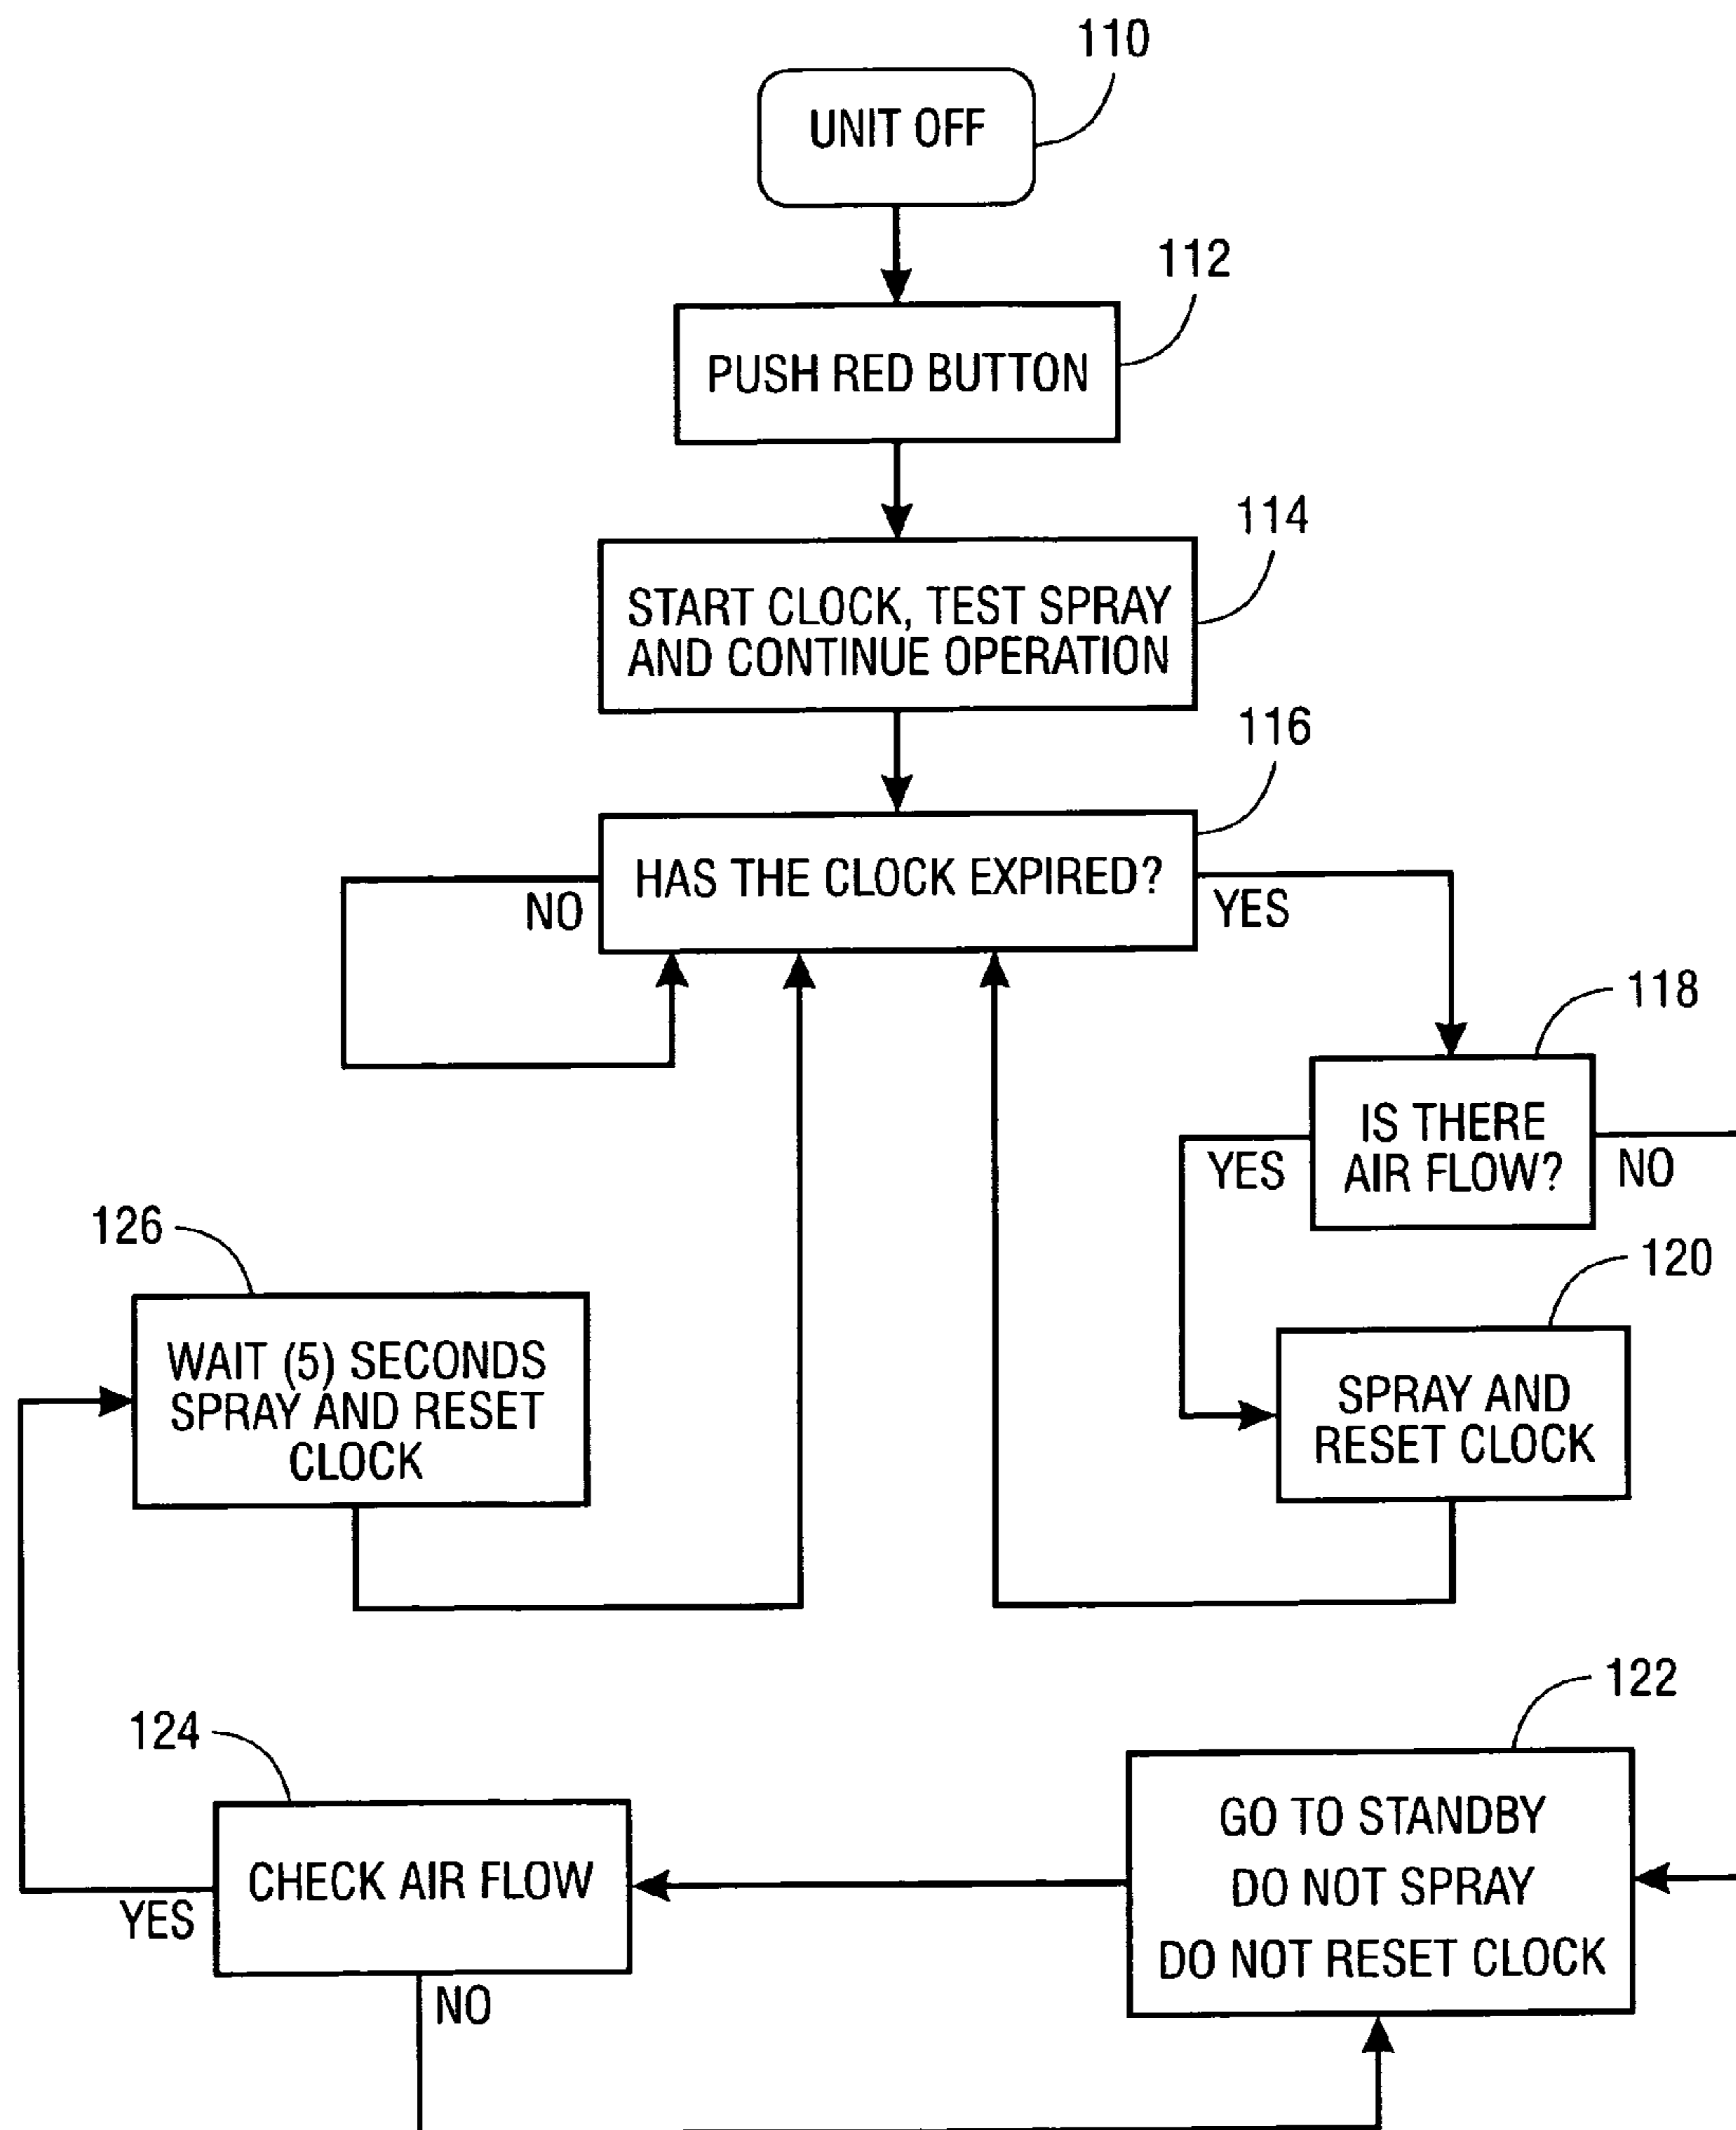 110
UNIT OFF
112
PUSH RED BUTTON
114
START CLOCK, TEST SPRAY
AND CONTINUE OPERATION
116
HAS THE CLOCK EXPIRED?
NO
YES
118
IS THERE
AIR FLOW?
YES
NO
120
SPRAY AND
RESET CLOCK
126
WAIT (5) SECONDS
SPRAY AND RESET
CLOCK
122
GO TO STANDBY
DO NOT SPRAY
DO NOT RESET CLOCK
124
CHECK AIR FLOW
YES
NO